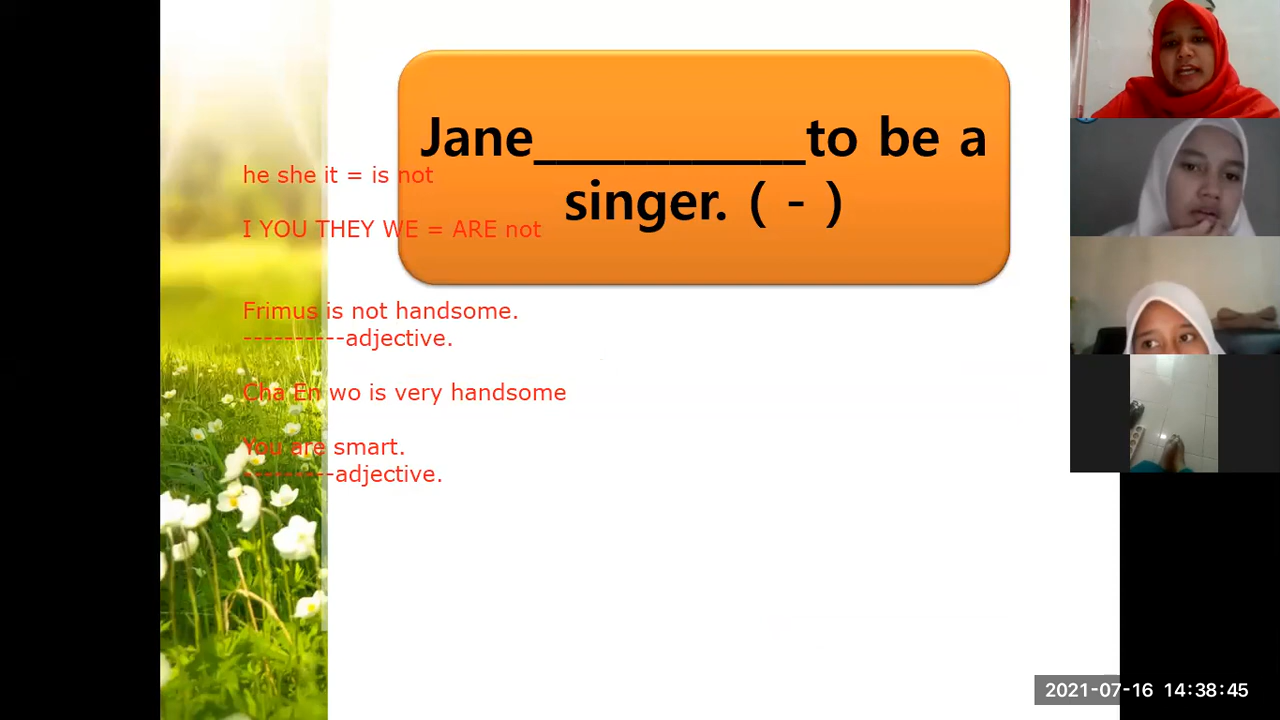 Jane___________to be a
singer. ( - )
he she it = is not
I YOU THEY WE = ARE not
Frimus is not handsome.
----------adjective.
Cha En wo is very handsome
You are smart.
---------adjective.
2021-07-16 14:38:45